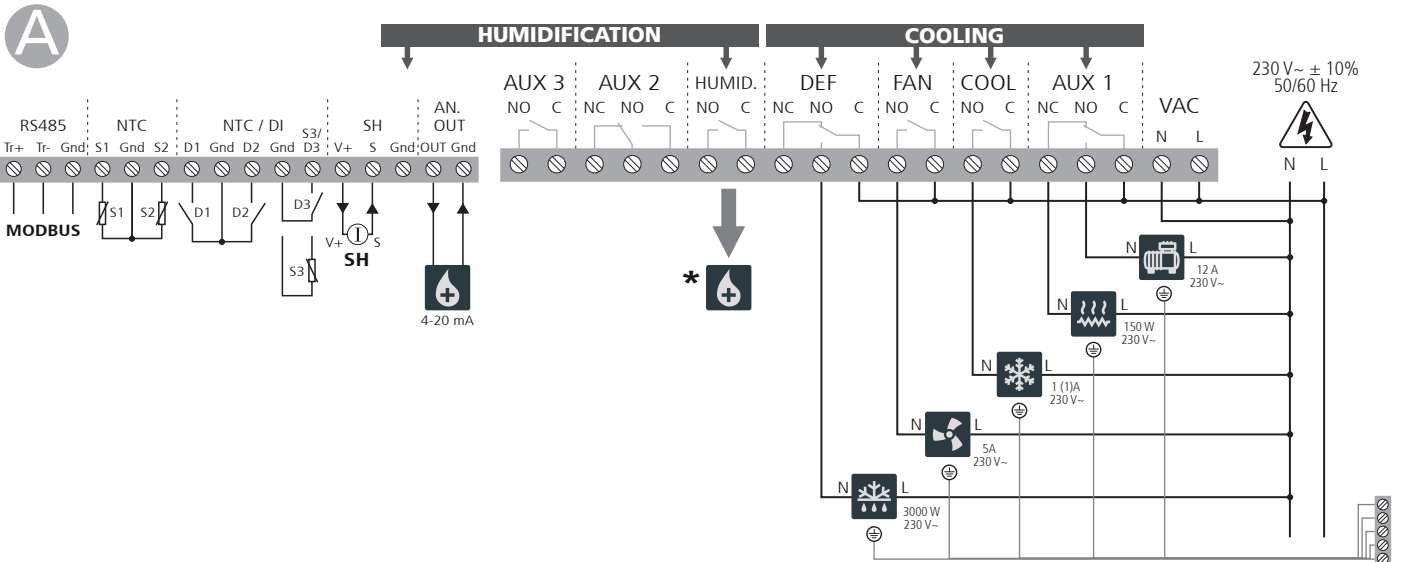 A
HUMIDIFICATION
COOLING
230 V~ ± 10%
50/60 Hz
AUX 3
AUX 2
HUMID.
DEF
FAN
COOL
AUX 1
VAC
NO C
NC NO C
NO C
NC NO C
NO C
NO C
NC NO C
N L
N L
RS485
NTC
NTC / DI
SH
AN.
OUT
Tr+ Tr- Gnd
S1 Gnd S2
D1 Gnd D2 Gnd S3/
D3
V+ S Gnd
OUT Gnd
MODBUS
S1
S2
D1
D2
D3
S3
V+ S
SH
4-20 mA
*
N L
12 A
230 V~
N L
150 W
230 V~
N L
1 (1)A
230 V~
N L
5A
230 V~
N L
3000 W
230 V~